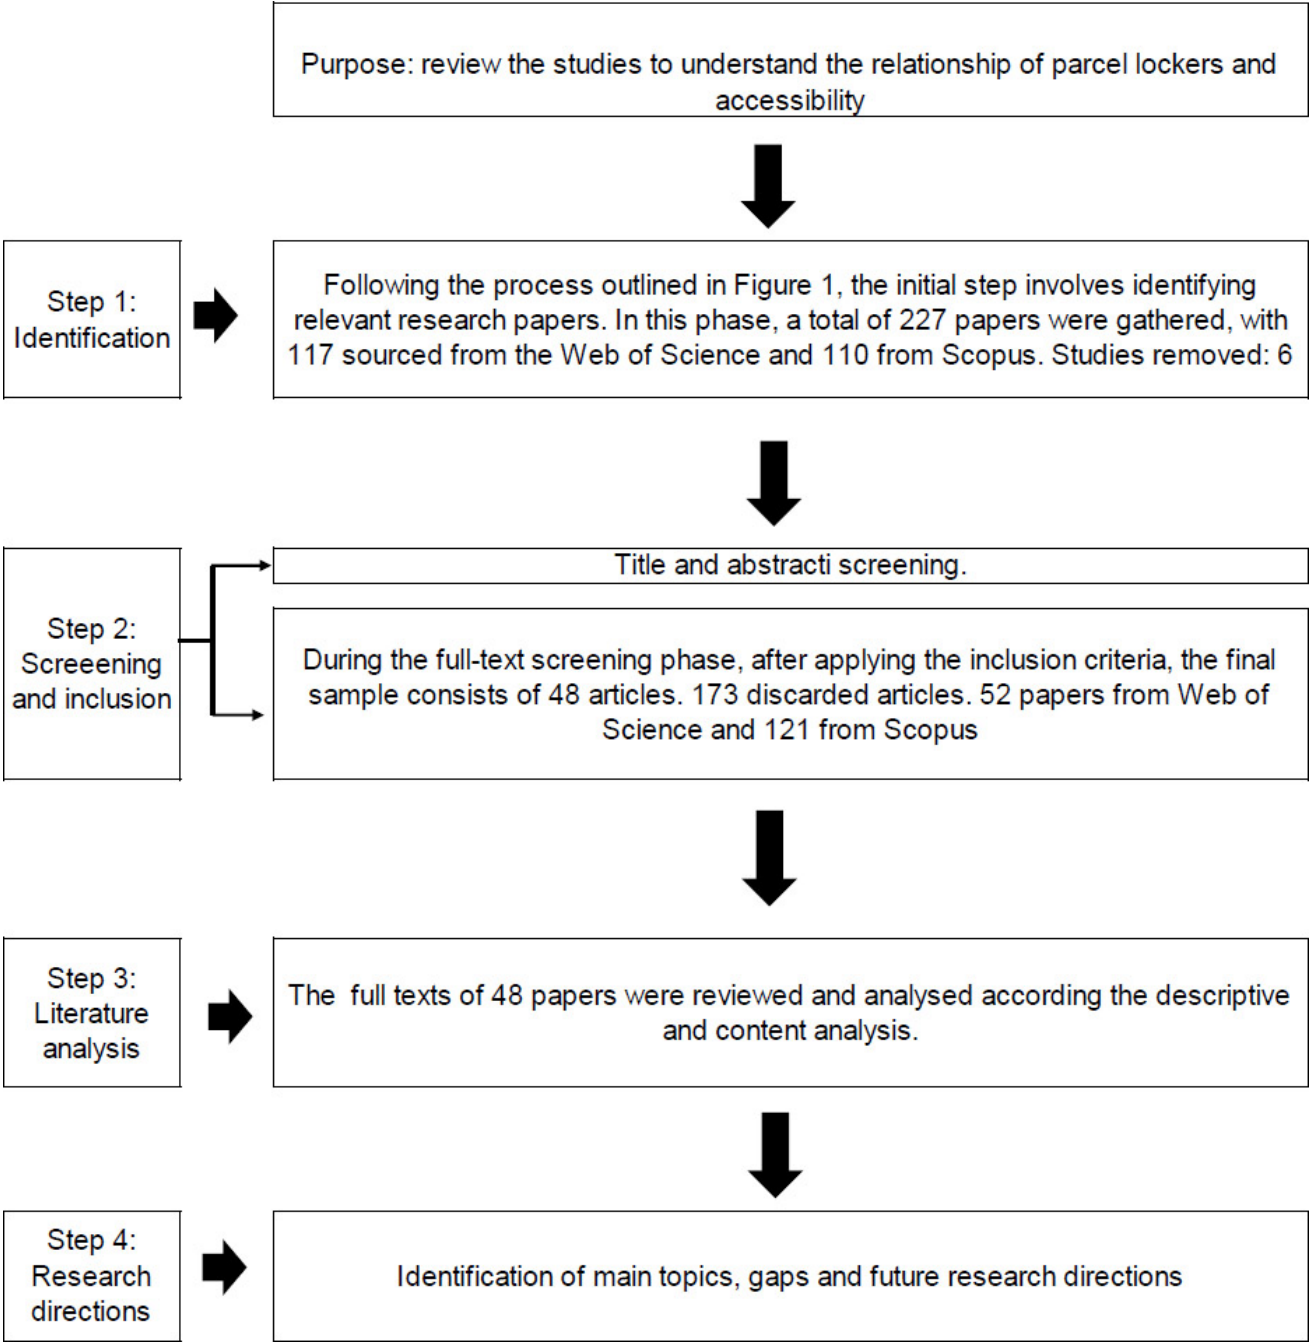 Purpose: review the studies to understand the relationship of parcel lockers and
accessibility
Step 1:
Identification
Following the process outlined in Figure 1, the initial step involves identifying
relevant research papers. In this phase, a total of 227 papers were gathered, with
117 sourced from the Web of Science and 110 from Scopus. Studies removed: 6
Step 2:
Screeening
and inclusion
Title and abstracti screening.
During the full-text screening phase, after applying the inclusion criteria, the final
sample consists of 48 articles. 173 discarded articles. 52 papers from Web of
Science and 121 from Scopus
Step 3:
Literature
analysis
The full texts of 48 papers were reviewed and analysed according the descriptive
and content analysis.
Step 4:
Research
directions
Identification of main topics, gaps and future research directions